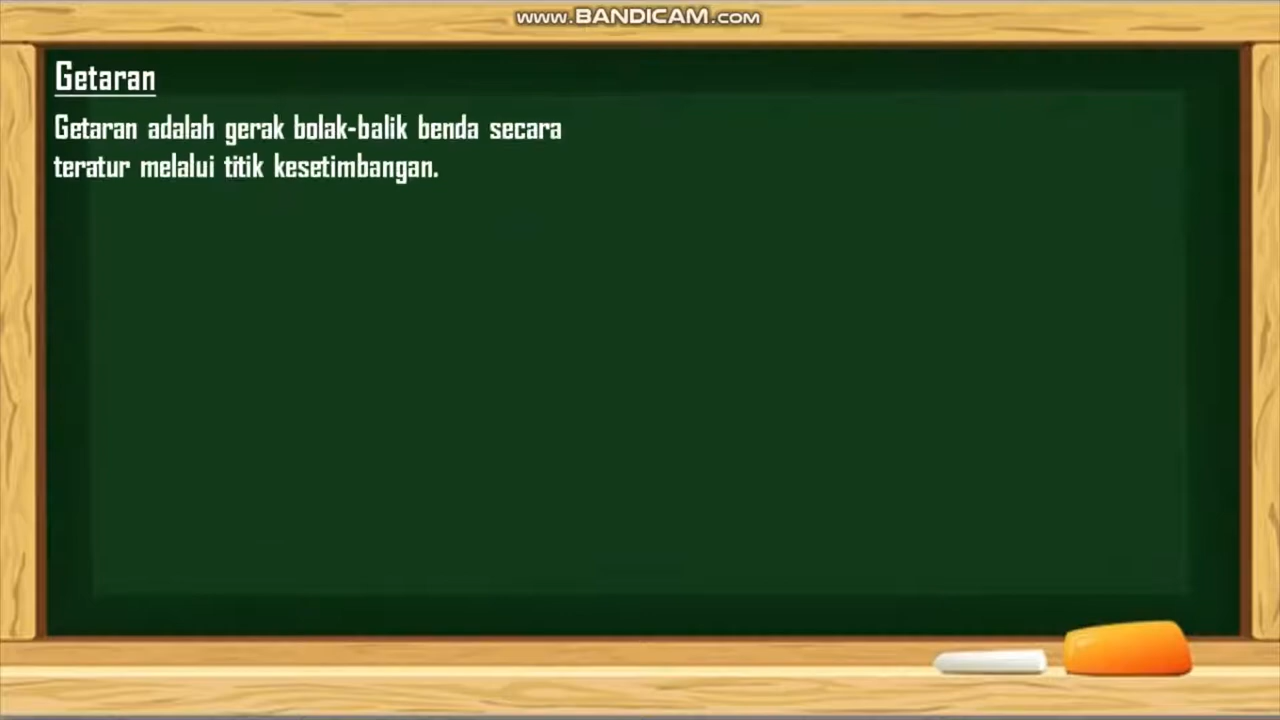 www.BANDICAM.com
Getaran
Getaran adalah gerak bolak-balik benda secara
teratur melalui titik kesetimbangan.